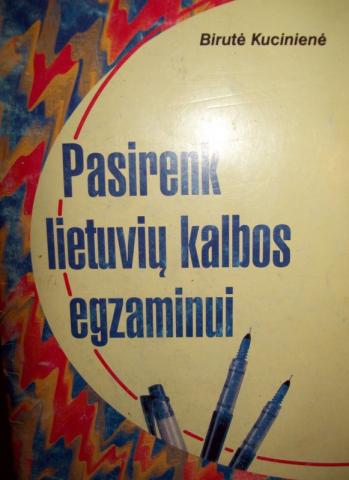 Birutė Kucinienė
Pasirenk
lietuvių kalbos
egzaminui